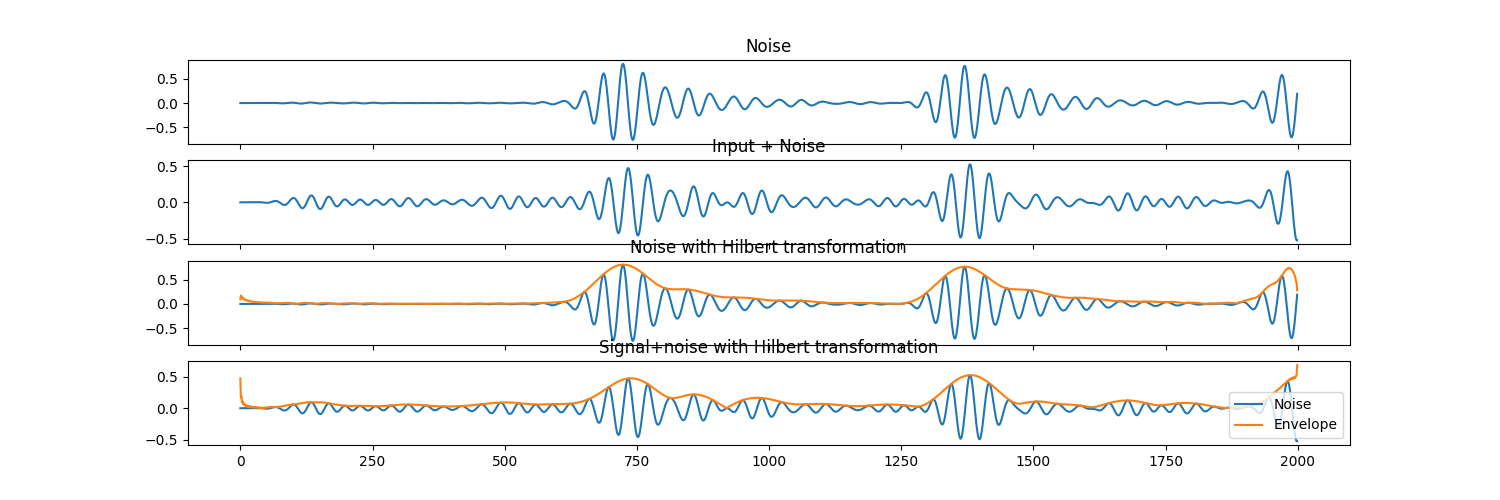 Noise
0.5
0.0
−0.5
Input + Noise
0.5
0.0
−0.5
Noise with Hilbert transformation
0.5
0.0
−0.5
Signal+noise with Hilbert transformation
0.5
0.0
−0.5
Noise
Envelope
0 250 500 750 1000 1250 1500 1750 2000